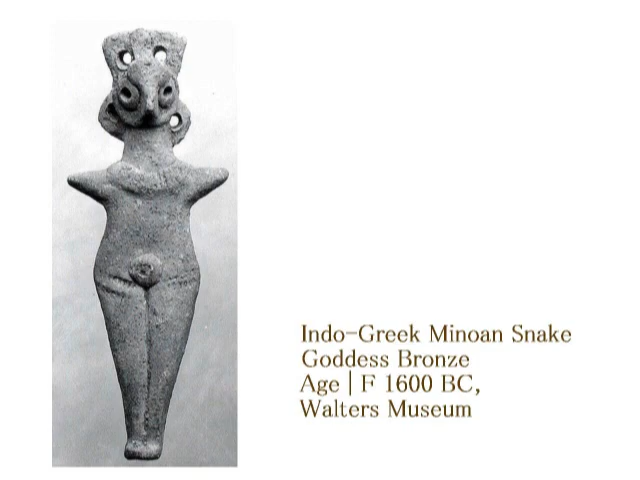 Indo-Greek Minoan Snake
Goddess Bronze
Age | F 1600 BC,
Walters Museum